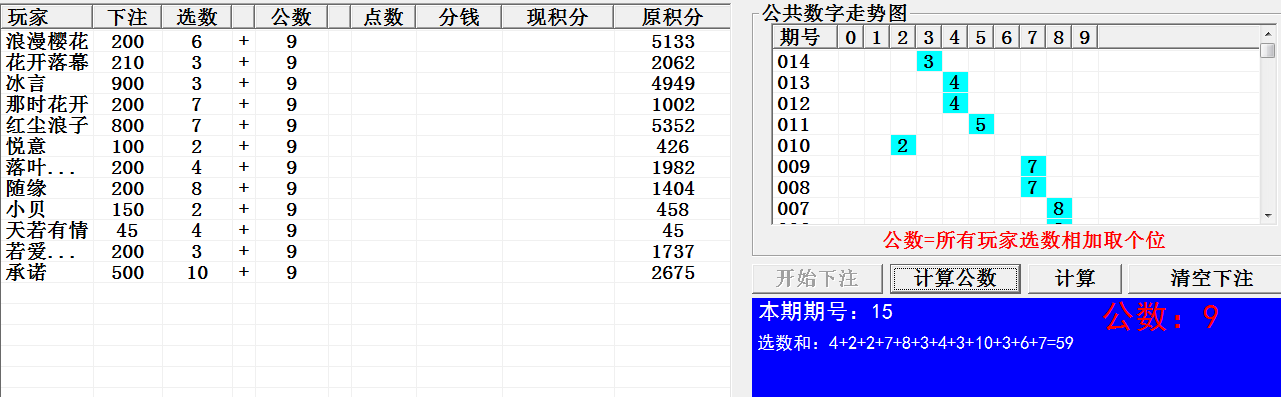 玩家 下注 选数 公数 点数 分钱 现积分 原积分
浪漫樱花 200 6 + 9 5133
花开落幕 210 3 + 9 2062
冰言 900 3 + 9 4949
那时花开 200 7 + 9 1002
红尘浪子 800 7 + 9 5352
悦意 100 2 + 9 426
落叶... 200 4 + 9 1982
随缘 200 8 + 9 1404
小贝 150 2 + 9 458
天若有情 45 4 + 9 45
若爱... 200 3 + 9 1737
承诺 500 10 + 9 2675
公共数字走势图
期号 0 1 2 3 4 5 6 7 8 9
014 3
013 4
012 4
011 5
010 2
009 7
008 7
007 8
公数=所有玩家选数相加取个位
开始下注 计算公数 计算 清空下注
本期期号：15 公数：9
选数和：4+2+2+7+8+3+4+3+10+3+6+7=59